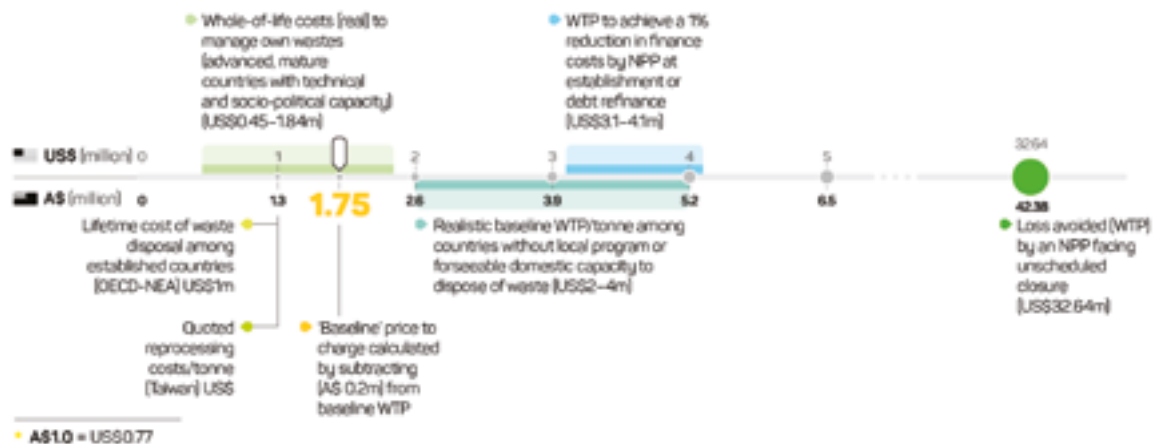 Whole-of-life costs (real) to
manage own wastes
(advanced, mature
countries with technical
and socio-political capacity)
(US$0.45-1.84m)
WTP to achieve a 1%
reduction in finance
costs by NPP at
establishment or
debt refinance
(US$3.1-4.1m)
US$ (million) 0 1 2 3 4 5 3264
A$ (million) 0 1.3 1.75 2.6 3.9 5.2 6.5 42.38
Lifetime cost of waste
disposal among
established countries
(OECD-NEA) US$1m
Realistic baseline WTP/tonne among
countries without local program or
forseeable domestic capacity to
dispose of waste (US$2-4m)
Loss avoided (WTP)
by an NPP facing
unscheduled
closure
(US$32.64m)
Quoted
reprocessing
costs/tonne
(Taiwan) US$
'Baseline' price to
charge calculated
by subtracting
(A$ 0.2m) from
baseline WTP
A$1.0 = US$0.77